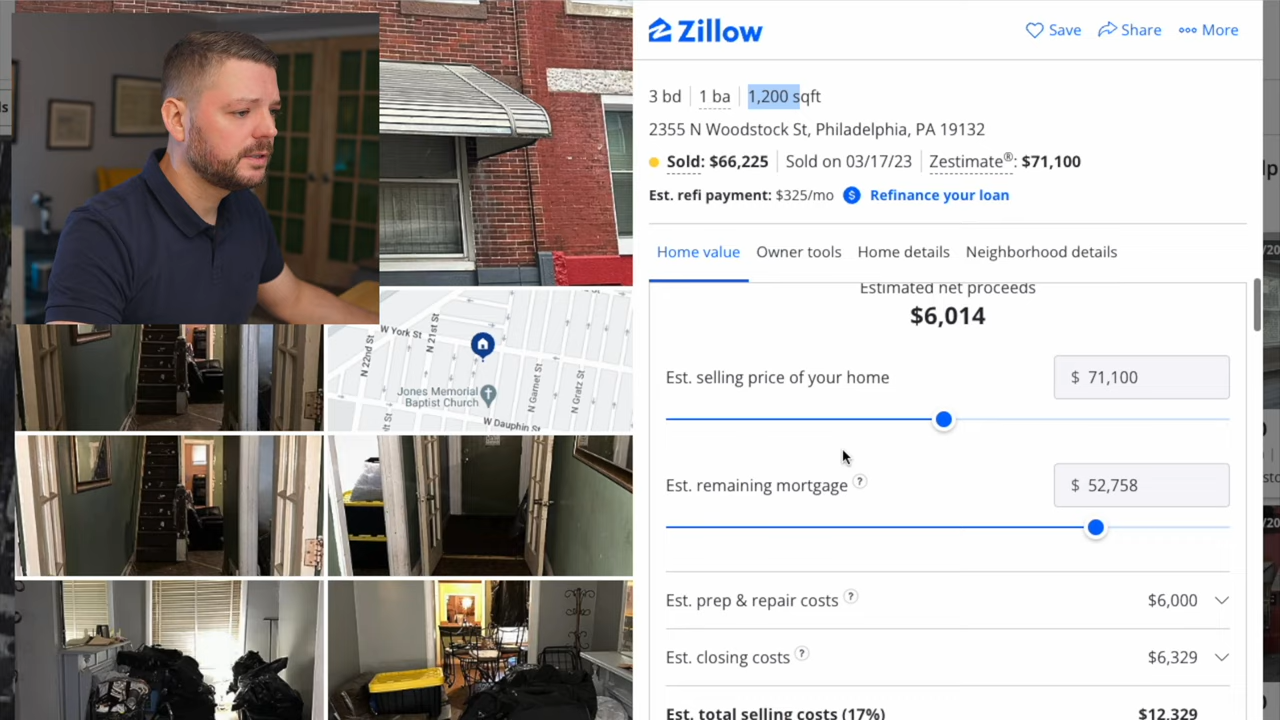 Zillow
Save
Share
More
3 bd
1 ba
1,200 sqft
2355 N Woodstock St, Philadelphia, PA 19132
Sold: $66,225
Sold on 03/17/23
Zestimate®: $71,100
Est. refi payment: $325/mo
$
Refinance your loan
Home value
Owner tools
Home details
Neighborhood details
Estimated net proceeds
$6,014
Est. selling price of your home
$ 71,100
Est. remaining mortgage ?
$ 52,758
Est. prep & repair costs ?
$6,000
Est. closing costs ?
$6,329
Est. total selling costs (17%)
$12,329
W York St
N 21st St
N 22nd St
Jones Memorial
Baptist Church
N Garnet St
N Gratz St
W Dauphin St